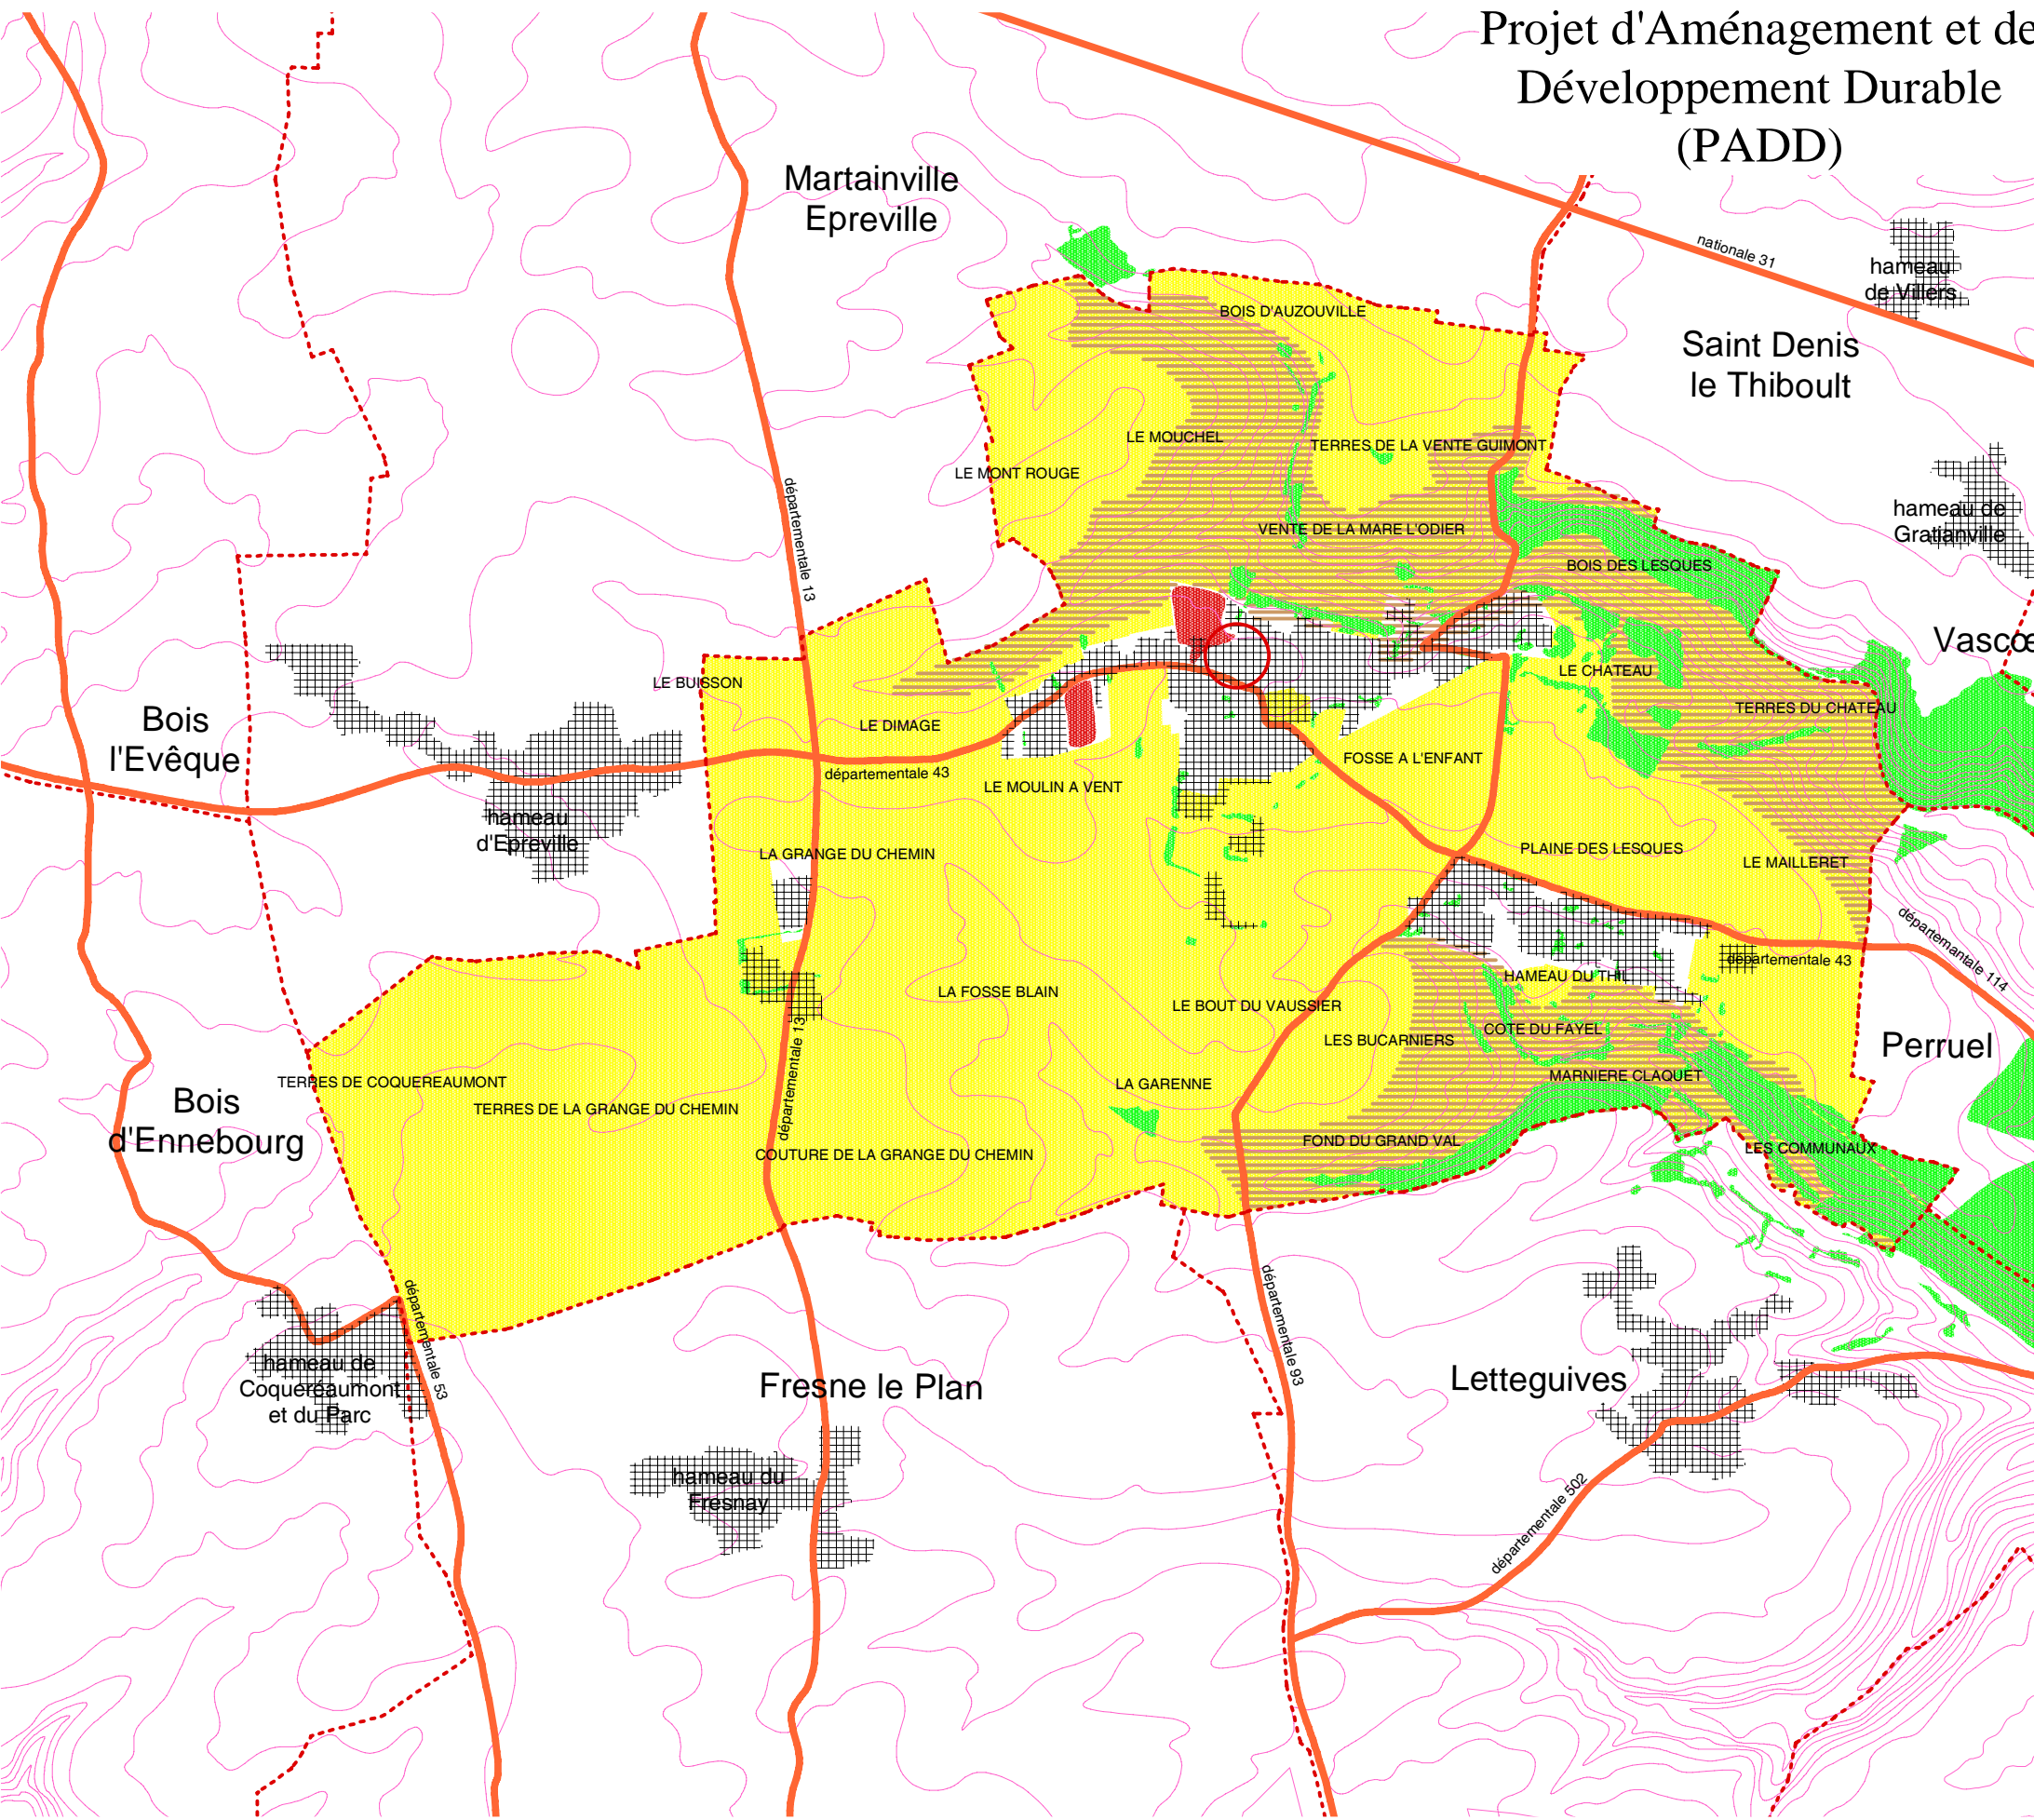 Projet d'Aménagement et de
Développement Durable
(PADD)
Martainville
Epreville
nationale 31
hameau
de Villers
Saint Denis
le Thiboult
BOIS D'AUZOUVILLE
LE MOUCHEL
TERRES DE LA VENTE GUIMONT
LE MONT ROUGE
départementale 13
VENTE DE LA MARE L'ODIER
hameau de
Gratianville
BOIS DES LESQUES
Vascœ
LE CHATEAU
LE BUISSON
TERRES DU CHATEAU
Bois
l'Evêque
LE DIMAGE
FOSSE A L'ENFANT
départementale 43
LE MOULIN A VENT
hameau
d'Epreville
LA GRANGE DU CHEMIN
PLAINE DES LESQUES
LE MAILLERET
départemantale 114
départementale 43
HAMEAU DU THIL
LA FOSSE BLAIN
LE BOUT DU VAUSSIER
COTE DU FAYEL
LES BUCARNIERS
Perruel
départementale 13
TERRES DE COQUEREAUMONT
LA GARENNE
MARNIERE CLAQUET
Bois
d'Ennebourg
TERRES DE LA GRANGE DU CHEMIN
FOND DU GRAND VAL
LES COMMUNAUX
COUTURE DE LA GRANGE DU CHEMIN
départementale 53
départementale 93
hameau de
Coqueréaumont
et du Parc
Fresne le Plan
Letteguives
hameau du
Fresnay
départementale 502